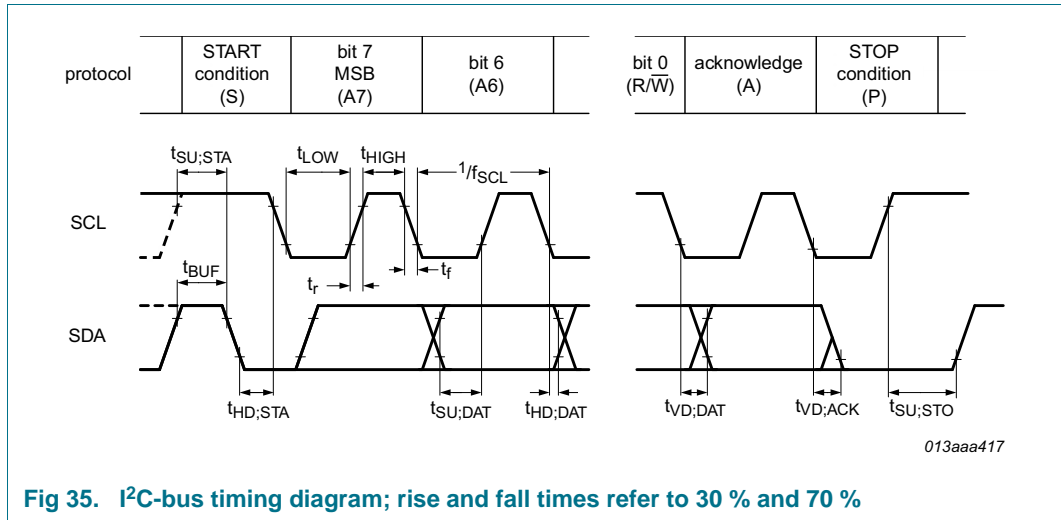 protocol
START
condition
(S)
bit 7
MSB
(A7)
bit 6
(A6)
bit 0
(R/W̅)
acknowledge
(A)
STOP
condition
(P)
tSU;STA
tLOW
tHIGH
1/fSCL
SCL
tBUF
tr
tf
SDA
tHD;STA
tSU;DAT
tHD;DAT
tVD;DAT
tVD;ACK
tSU;STO
013aaa417
Fig 35. I²C-bus timing diagram; rise and fall times refer to 30 % and 70 %